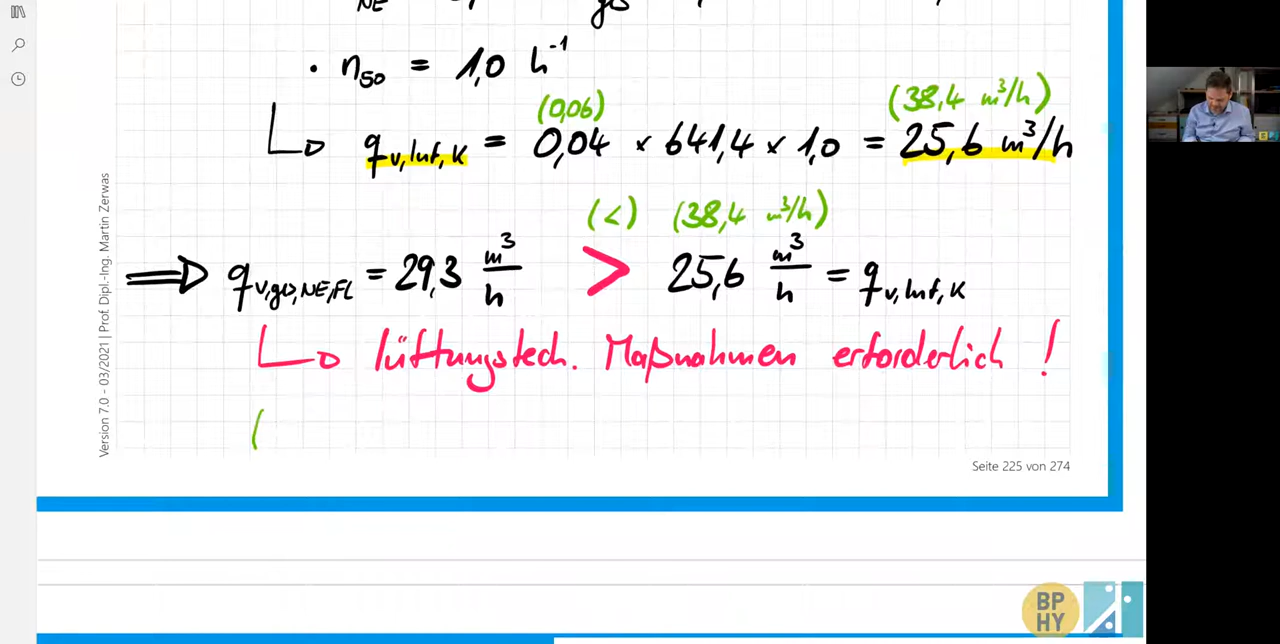 NE
• n50 = 1,0 h⁻¹
(0,06) (38,4 m³/h)
↳ qv,Inf,K = 0,04 × 641,4 × 1,0 = 25,6 m³/h
(<) (38,4 m³/h)
⇒ qv,ges,NE,FL = 29,3 m³/h > 25,6 m³/h = qv,Inf,K
↳ lüftungstech. Maßnahmen erforderlich !
(
Version 7.0 - 03/2021 | Prof. Dipl.-Ing. Martin Zerwas
Seite 225 von 274
BP
HY